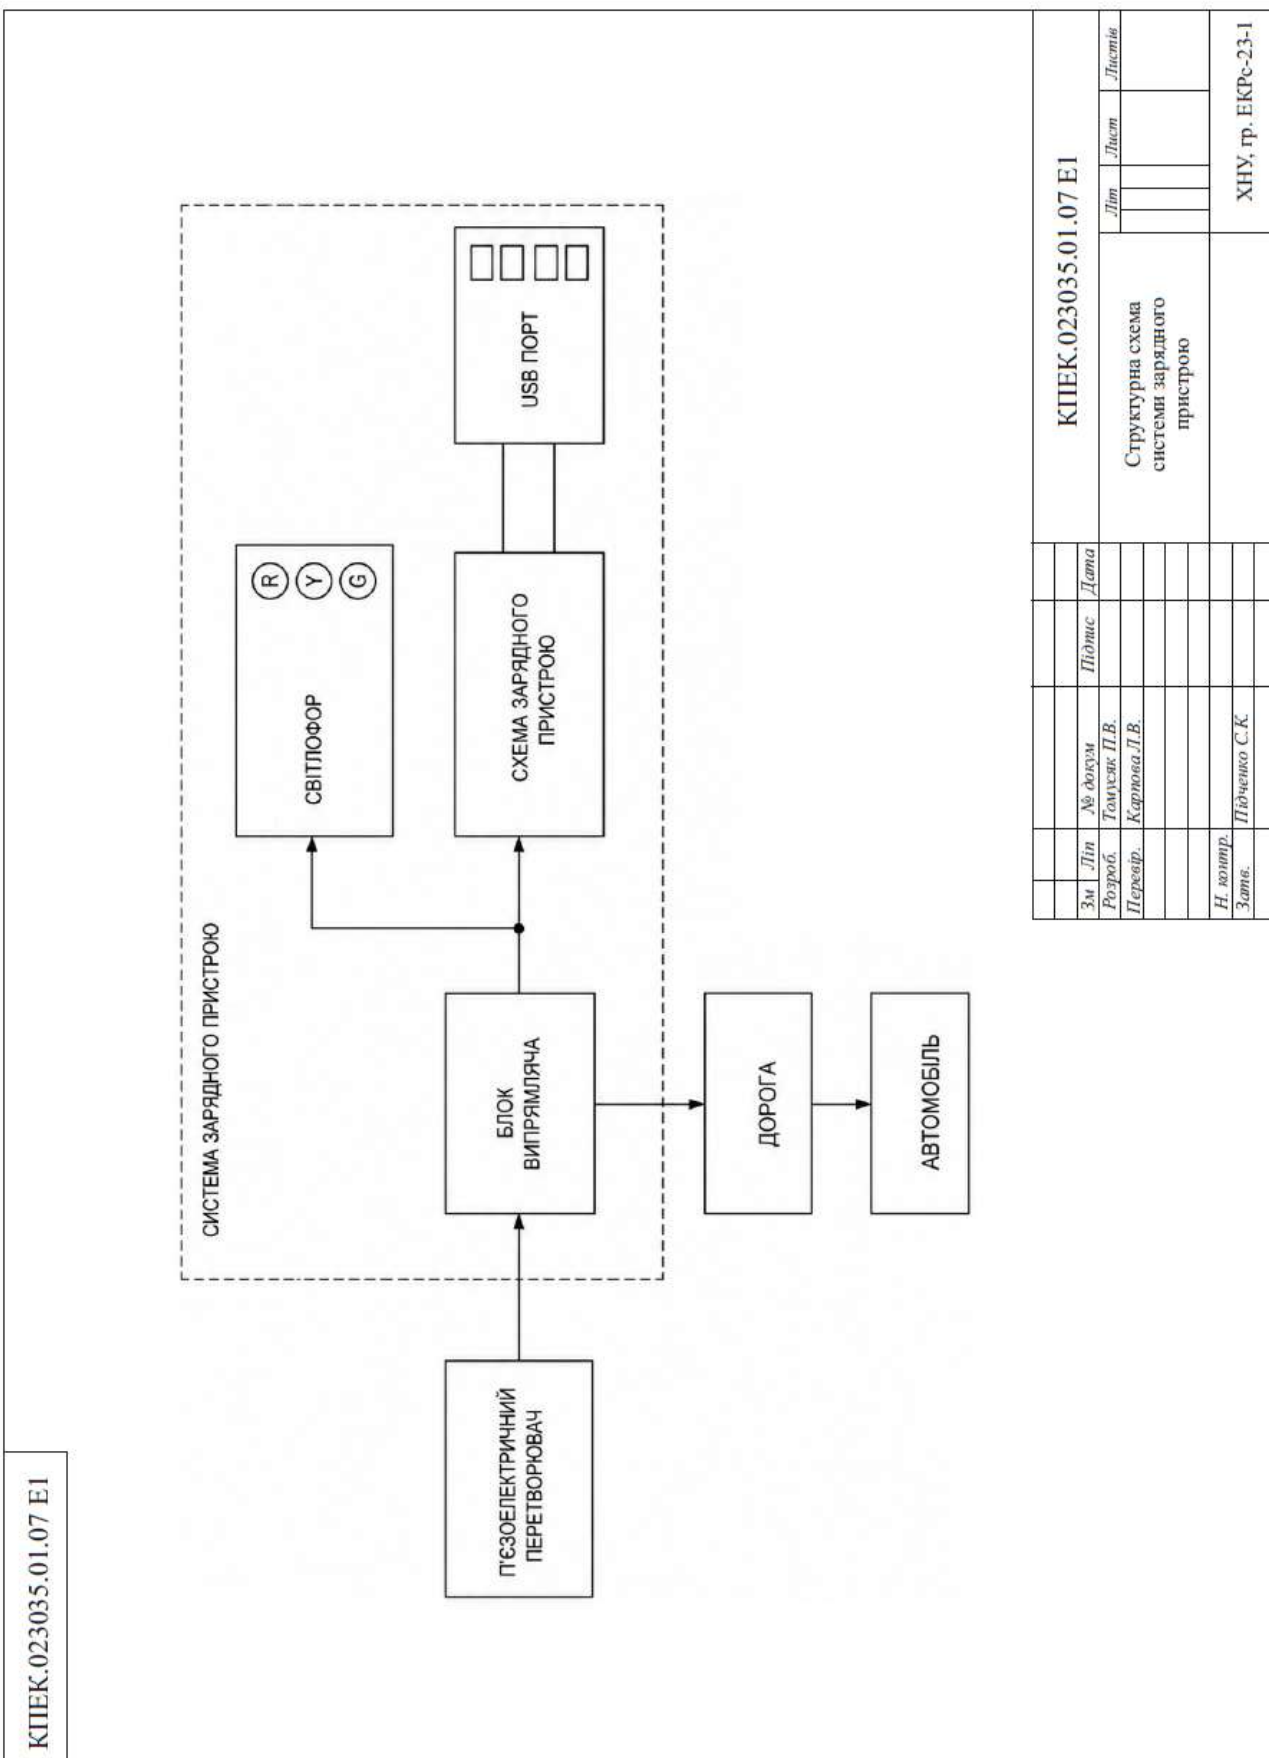 КПЕК.023035.01.07 Е1
СИСТЕМА ЗАРЯДНОГО ПРИСТРОЮ
СВІТЛОФОР
R
Y
G
П'ЄЗОЕЛЕКТРИЧНИЙ
ПЕРЕТВОРЮВАЧ
БЛОК
ВИПРЯМЛЯЧА
СХЕМА ЗАРЯДНОГО
ПРИСТРОЮ
USB ПОРТ
ДОРОГА
АВТОМОБІЛЬ
КПЕК.023035.01.07 Е1
Зм Літ № докум Підпис Дата
Розроб. Томусяк П.В.
Перевір. Карпова Л.В.
Н. контр.
Затв. Підченко С.К.
Структурна схема
системи зарядного
пристрою
Літ Лист Листів
ХНУ, гр. ЕКРс-23-1